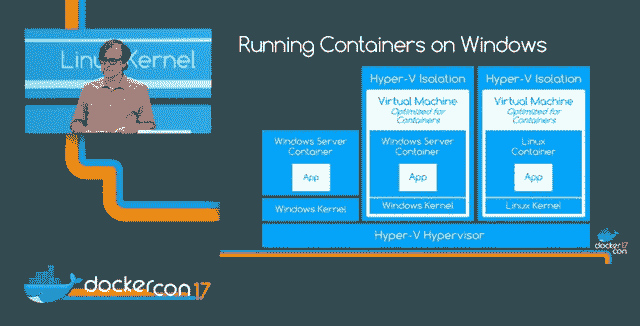 Linux Kernel
Running Containers on Windows
Hyper-V Isolation
Virtual Machine
Optimized for
Containers
Windows Server
Container
App
Windows Kernel
Hyper-V Isolation
Virtual Machine
Optimized for
Containers
Linux
Container
App
Linux Kernel
Windows Server
Container
App
Windows Kernel
Hyper-V Hypervisor
docker
con 17
dockercon 17